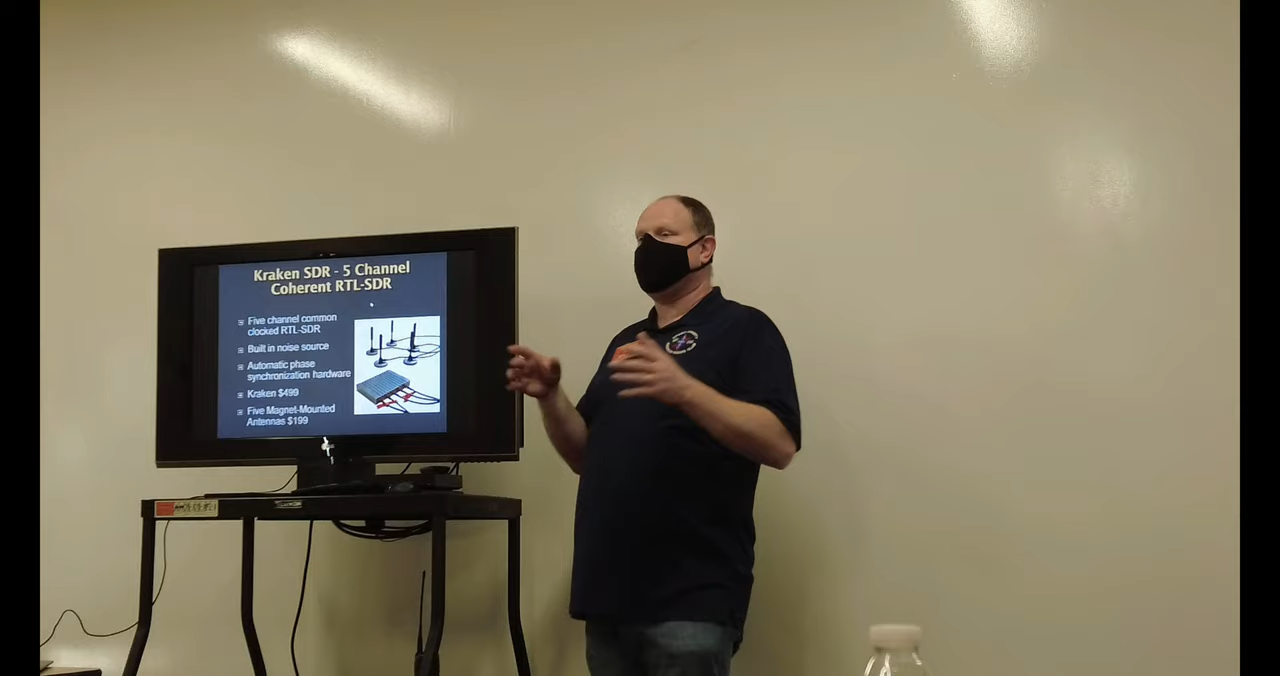 Kraken SDR - 5 Channel
Coherent RTL-SDR
Five channel common
clocked RTL-SDR
Built in noise source
Automatic phase
synchronization hardware
Kraken $499
Five Magnet-Mounted
Antennas $199